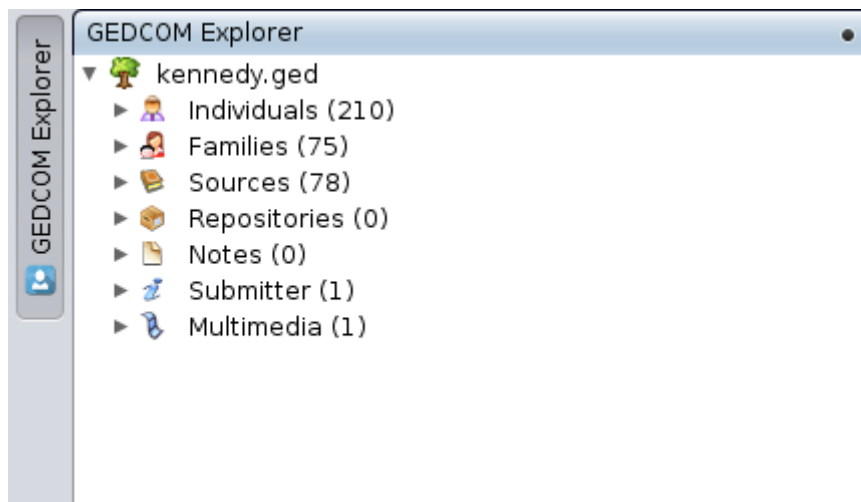 GEDCOM Explorer
GEDCOM Explorer
kennedy.ged
Individuals (210)
Families (75)
Sources (78)
Repositories (0)
Notes (0)
Submitter (1)
Multimedia (1)